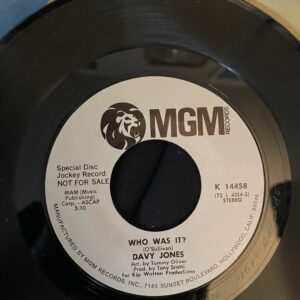 MGM
RECORDS
Special Disc
Jockey Record
NOT FOR SALE
MAM (Music
Publishing)
Corp. - ASCAP
3:10
K 14458
(72 L 4324-S)
STEREO
WHO WAS IT?
(O'Sullivan)
DAVY JONES
Arr. by Tommy Oliver
Prod. by Tony Scotti
for Kip Walton Productions
MANUFACTURED BY MGM RECORDS, INC., 7165 SUNSET BOULEVARD, HOLLYWOOD, CALIF. 90046